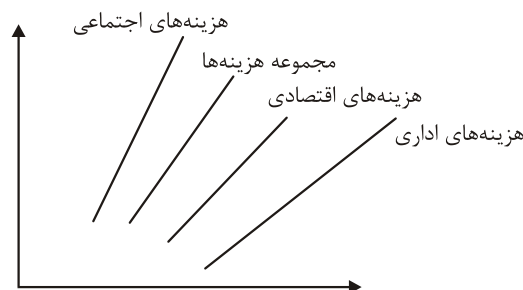 هزینه‌های اجتماعی
مجموعه هزینه‌ها
هزینه‌های اقتصادی
هزینه‌های اداری